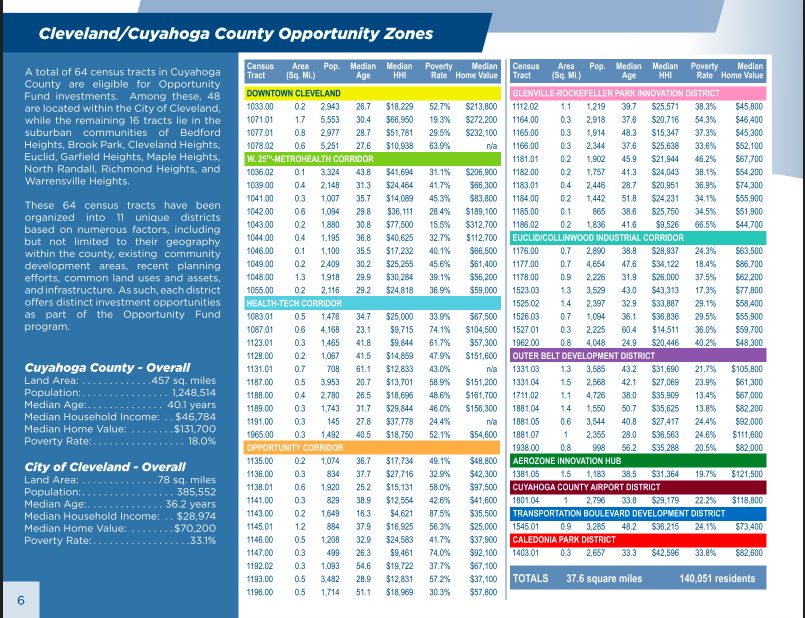 Cleveland/Cuyahoga County Opportunity Zones
A total of 64 census tracts in Cuyahoga
County are eligible for Opportunity
Fund investments. Among these, 48
are located within the City of Cleveland,
while the remaining 16 tracts lie in the
suburban communities of Bedford
Heights, Brook Park, Cleveland Heights,
Euclid, Garfield Heights, Maple Heights,
North Randall, Richmond Heights, and
Warrensville Heights.
These 64 census tracts have been
organized into 11 unique districts
based on numerous factors, including
but not limited to their geography
within the county, existing community
development areas, recent planning
efforts, common land uses and assets,
and infrastructure. As such, each district
offers distinct investment opportunities
as part of the Opportunity Fund
program.
Cuyahoga County - Overall
Land Area: . . . . . . . . . . . . .457 sq. miles
Population:. . . . . . . . . . . . . . . 1,248,514
Median Age:. . . . . . . . . . . . . 40.1 years
Median Household Income: . . $46,784
Median Home Value: . . . . . . . .$131,700
Poverty Rate:. . . . . . . . . . . . . . . . . 18.0%
City of Cleveland - Overall
Land Area: . . . . . . . . . . . . . .78 sq. miles
Population:. . . . . . . . . . . . . . . . 385,552
Median Age:. . . . . . . . . . . . . 36.2 years
Median Household Income: . . $28,974
Median Home Value: . . . . . . . . $70,200
Poverty Rate:. . . . . . . . . . . . . . . . . .33.1%
6
Census Area Pop. Median Median Poverty Median
Tract (Sq. Mi.) Age HHI Rate Home Value
DOWNTOWN CLEVELAND
1033.00 0.2 2,943 26.7 $18,229 52.7% $213,800
1071.01 1.7 5,553 30.4 $66,950 19.3% $272,200
1077.01 0.8 2,977 28.7 $51,781 29.5% $232,100
1078.02 0.6 5,251 27.6 $10,938 63.9% n/a
W. 25TH-METROHEALTH CORRIDOR
1036.02 0.1 3,324 43.8 $41,694 31.1% $206,900
1039.00 0.4 2,148 31.3 $24,464 41.7% $66,300
1041.00 0.3 1,007 35.7 $14,089 45.3% $83,800
1042.00 0.6 1,094 29.8 $36,111 28.4% $189,100
1043.00 0.2 1,880 30.8 $77,500 15.5% $312,700
1044.00 0.4 1,195 36.8 $40,625 32.7% $112,700
1046.00 0.1 1,100 35.5 $17,232 40.1% $66,500
1049.00 0.2 2,409 30.2 $25,255 45.6% $61,400
1048.00 1.3 1,918 29.9 $30,284 39.1% $56,200
1055.00 0.2 2,116 29.2 $24,818 36.9% $59,000
HEALTH-TECH CORRIDOR
1083.01 0.5 1,476 34.7 $25,000 33.9% $67,500
1087.01 0.6 4,168 23.1 $9,715 74.1% $104,500
1123.01 0.3 1,465 41.8 $9,844 61.7% $57,300
1128.00 0.2 1,067 41.5 $14,859 47.9% $151,600
1131.01 0.7 708 61.1 $12,833 43.0% n/a
1187.00 0.5 3,953 20.7 $13,701 58.9% $151,200
1188.00 0.4 2,780 26.5 $18,696 48.6% $161,700
1189.00 0.3 1,743 31.7 $29,844 46.0% $156,300
1191.00 0.3 145 27.8 $37,778 24.4% n/a
1965.00 0.3 1,492 40.5 $18,750 52.1% $54,600
OPPORTUNITY CORRIDOR
1135.00 0.2 1,074 36.7 $17,734 49.1% $48,800
1136.00 0.3 834 37.7 $27,716 32.9% $42,300
1138.01 0.6 1,920 25.2 $15,131 58.0% $97,500
1141.00 0.3 829 38.9 $12,554 42.6% $41,600
1143.00 0.2 1,649 16.3 $4,621 87.5% $35,500
1145.01 1.2 884 37.9 $16,925 56.3% $25,000
1146.00 0.5 1,208 32.9 $24,583 41.7% $37,900
1147.00 0.3 499 26.3 $9,461 74.0% $92,100
1192.02 0.3 1,093 54.6 $19,722 37.7% $67,100
1193.00 0.5 3,482 28.9 $12,831 57.2% $37,100
1196.00 0.5 1,714 51.1 $18,969 30.3% $57,800
Census Area Pop. Median Median Poverty Median
Tract (Sq. Mi.) Age HHI Rate Home Value
GLENVILLE-ROCKEFELLER PARK INNOVATION DISTRICT
1112.02 1.1 1,219 39.7 $25,571 38.3% $45,800
1164.00 0.3 2,918 37.6 $20,716 54.3% $46,400
1165.00 0.3 1,914 48.3 $15,347 37.3% $45,300
1166.00 0.3 2,344 37.6 $25,638 33.6% $52,100
1181.01 0.2 1,902 45.9 $21,944 46.2% $67,700
1182.00 0.2 1,757 41.3 $24,043 38.1% $54,200
1183.01 0.4 2,446 28.7 $20,951 36.9% $74,300
1184.00 0.2 1,442 51.8 $24,231 34.1% $55,900
1185.00 0.1 865 38.6 $25,750 34.5% $51,900
1186.02 0.2 1,836 41.6 $9,526 66.5% $44,700
EUCLID/COLLINWOOD INDUSTRIAL CORRIDOR
1176.00 0.7 2,890 38.8 $28,937 24.3% $63,500
1177.00 0.7 4,654 47.6 $34,122 18.4% $86,700
1178.00 0.9 2,226 31.9 $26,000 37.5% $62,200
1523.03 1.3 3,529 43.0 $43,313 17.3% $77,800
1525.02 1.4 2,397 32.9 $33,887 29.1% $58,400
1526.03 0.7 1,094 36.1 $36,836 29.5% $55,900
1527.01 0.3 2,225 60.4 $14,511 36.0% $59,700
1962.00 0.8 4,048 24.9 $20,446 40.2% $48,300
OUTER BELT DEVELOPMENT DISTRICT
1331.03 1.3 3,585 43.2 $31,690 21.7% $105,800
1331.04 1.5 2,568 42.1 $27,069 23.9% $61,300
1711.02 1.1 4,726 38.0 $35,909 13.4% $67,000
1881.04 1.4 1,550 50.7 $35,625 13.8% $82,200
1881.05 0.6 3,544 40.8 $27,417 24.4% $92,000
1881.07 1 2,355 28.0 $36,563 24.6% $111,600
1938.00 0.8 998 56.2 $35,288 20.5% $82,000
AEROZONE INNOVATION HUB
1381.05 1.5 1,183 38.5 $31,364 19.7% $121,500
CUYAHOGA COUNTY AIRPORT DISTRICT
1801.04 1 2,796 33.8 $29,179 22.2% $118,800
TRANSPORTATION BOULEVARD DEVELOPMENT DISTRICT
1545.01 0.9 3,285 48.2 $36,215 24.1% $73,400
CALEDONIA PARK DISTRICT
1403.01 0.3 2,657 33.3 $42,596 33.8% $82,600
TOTALS 37.6 square miles 140,051 residents